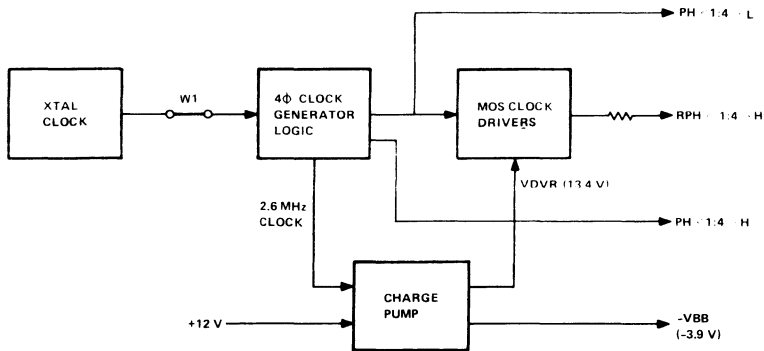 PH <1:4> L
XTAL
CLOCK
W1
4Φ CLOCK
GENERATOR
LOGIC
MOS CLOCK
DRIVERS
RPH <1:4> H
VDVR (13.4 V)
2.6 MHz
CLOCK
PH <1:4> H
CHARGE
PUMP
+12 V
-VBB
(-3.9 V)